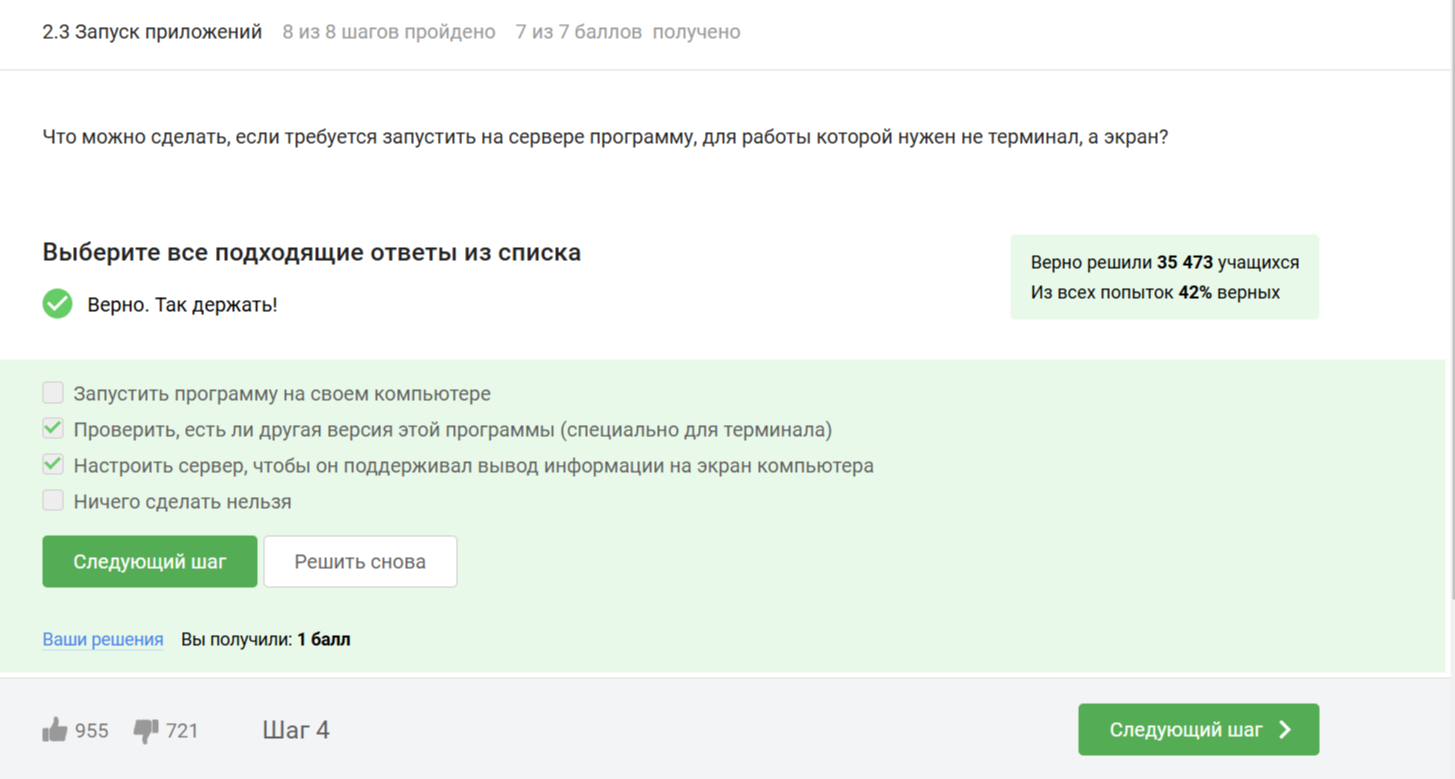 2.3 Запуск приложений 8 из 8 шагов пройдено 7 из 7 баллов получено
Что можно сделать, если требуется запустить на сервере программу, для работы которой нужен не терминал, а экран?
Выберите все подходящие ответы из списка
Верно. Так держать!
Верно решили 35 473 учащихся
Из всех попыток 42% верных
Запустить программу на своем компьютере
Проверить, есть ли другая версия этой программы (специально для терминала)
Настроить сервер, чтобы он поддерживал вывод информации на экран компьютера
Ничего сделать нельзя
Следующий шаг Решить снова
Ваши решения Вы получили: 1 балл
955 721 Шаг 4 Следующий шаг